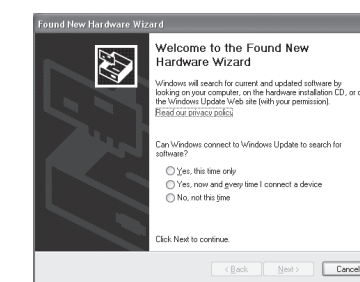 Found New Hardware Wizard
Welcome to the Found New
Hardware Wizard
Windows will search for current and updated software by
looking on your computer, on the hardware installation CD, or
the Windows Update Web site (with your permission).
Read our privacy policy
Can Windows connect to Windows Update to search for
software?
Yes, this time only
Yes, now and every time I connect a device
No, not this time
Click Next to continue.
< Back Next > Cancel